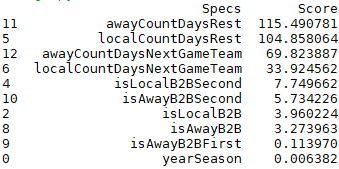 Specs Score
11 awayCountDaysRest 115.490781
5 localCountDaysRest 104.858064
12 awayCountDaysNextGameTeam 69.823887
6 localCountDaysNextGameTeam 33.924562
4 isLocalB2BSecond 7.749662
10 isAwayB2BSecond 5.734226
2 isLocalB2B 3.960224
8 isAwayB2B 3.273963
9 isAwayB2BFirst 0.113970
0 yearSeason 0.006382